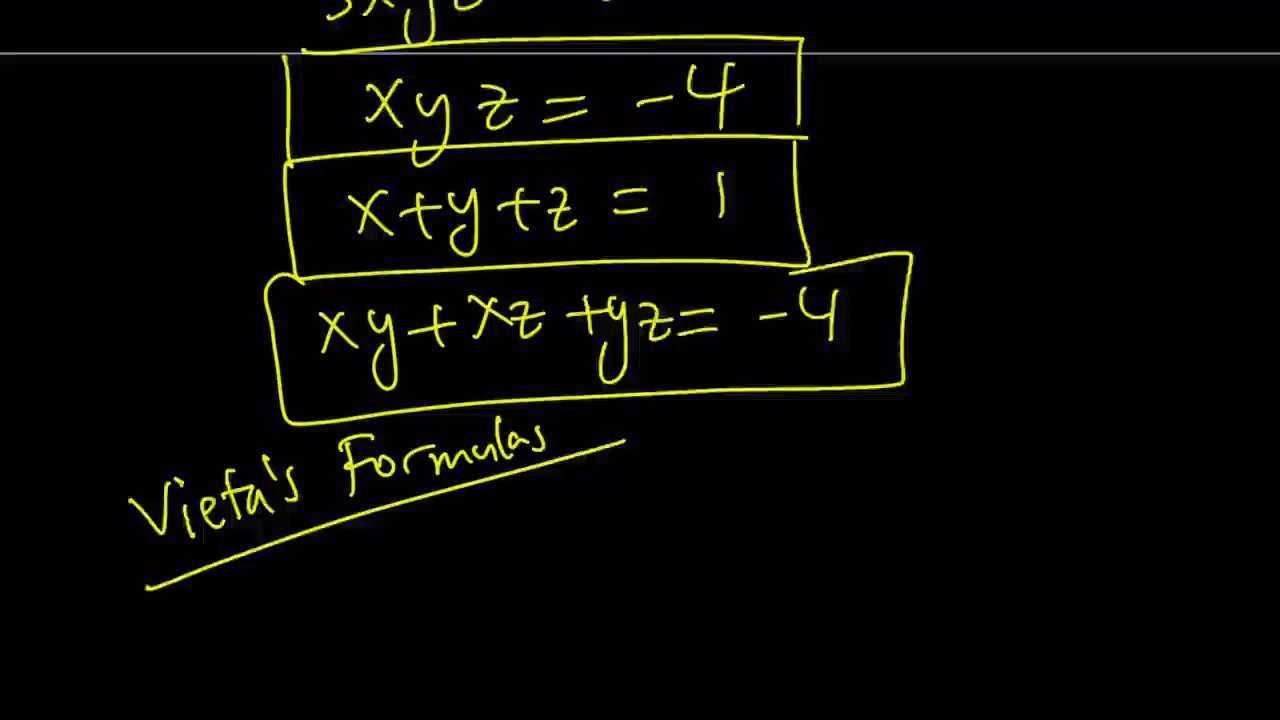 xyz = -4
x+y+z = 1
xy+xz+yz= -4
Vieta's Formulas